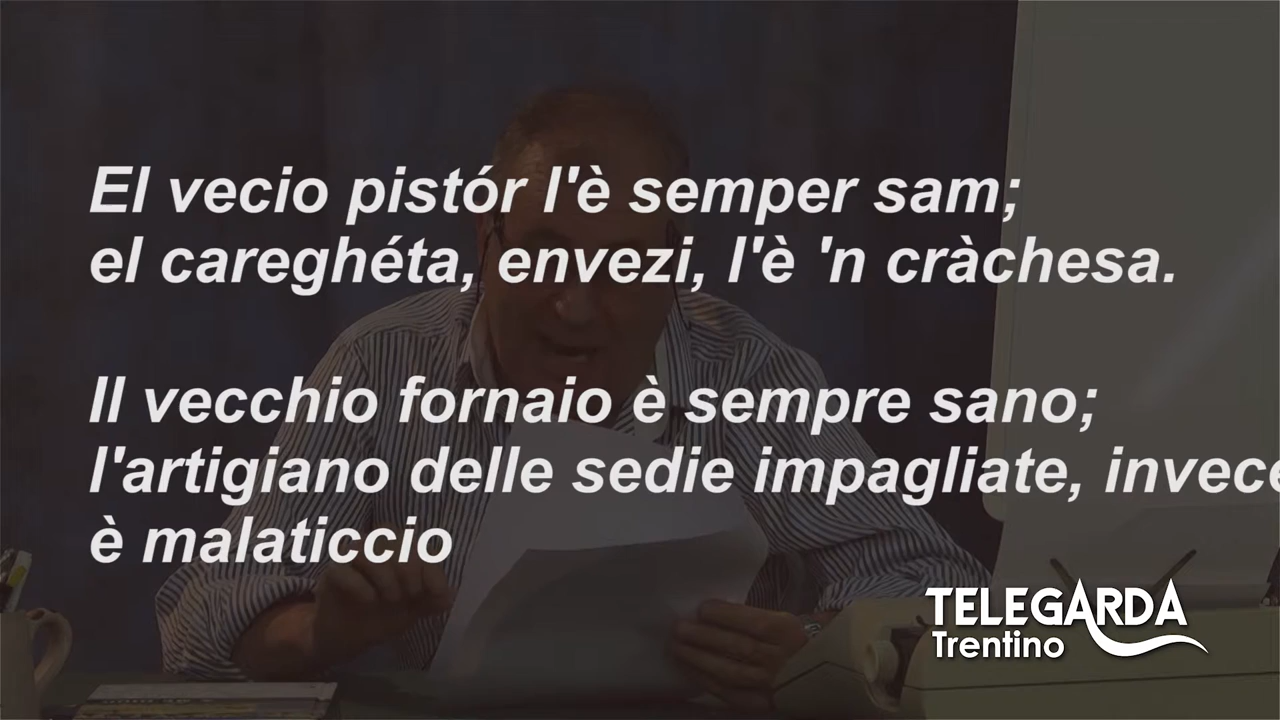 El vecio pistór l'è semper sam;
el careghéta, envezi, l'è 'n cràchesa.
Il vecchio fornaio è sempre sano;
l'artigiano delle sedie impagliate, invece
è malaticcio
TELEGARDA
Trentino